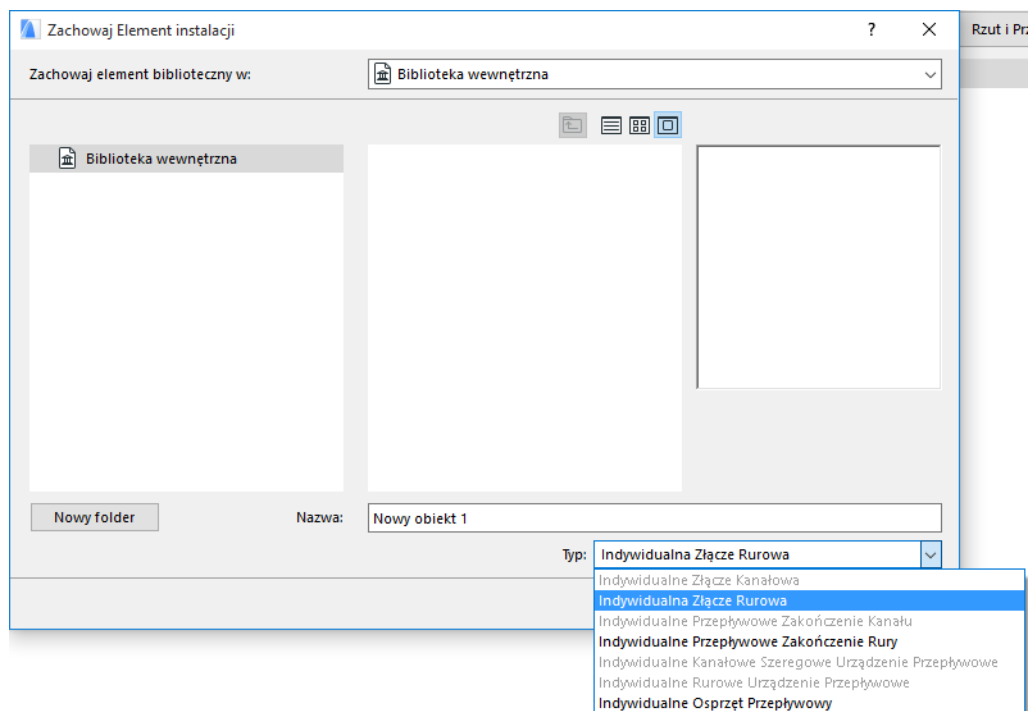 Zachowaj Element instalacji
?
Rzut i Prz
Zachowaj element biblioteczny w:
Biblioteka wewnętrzna
Biblioteka wewnętrzna
Nowy folder
Nazwa:
Nowy obiekt 1
Typ:
Indywidualna Złącze Rurowa
Indywidualne Złącze Kanałowa
Indywidualna Złącze Rurowa
Indywidualne Przepływowe Zakończenie Kanału
Indywidualne Przepływowe Zakończenie Rury
Indywidualne Kanałowe Szeregowe Urządzenie Przepływowe
Indywidualne Rurowe Urządzenie Przepływowe
Indywidualne Osprzęt Przepływowy